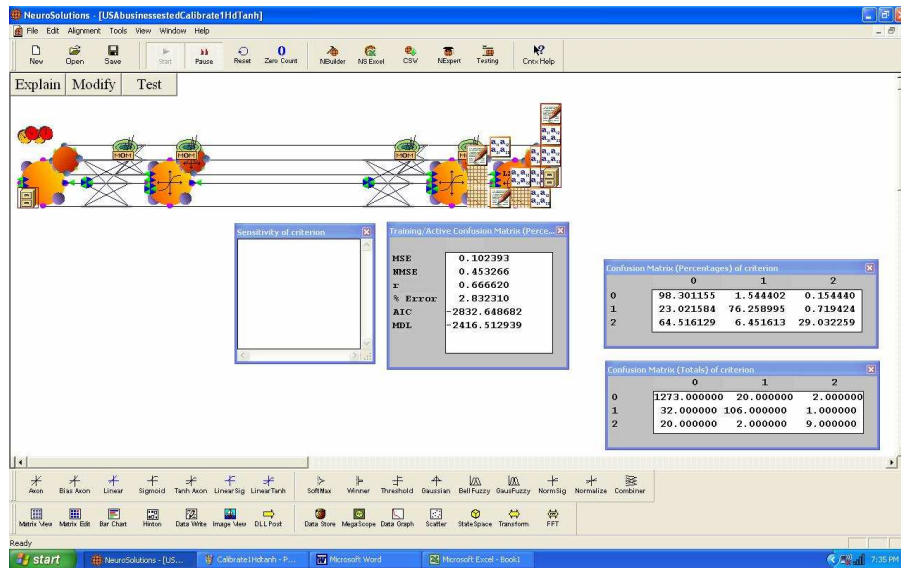 NeuroSolutions - [USAbusinessestedCalibrate1HdTanh]
File Edit Alignment Tools View Window Help
New Open Save Start Pause Reset Zero Count NBuilder NS Excel CSV NExpert Testing Cntx Help
Explain Modify Test
MOM MOM MOM MOM
Sensitivity of criterion
Training/Active Confusion Matrix (Perce...
MSE 0.102393
NMSE 0.453266
r 0.666620
% Error 2.832310
AIC -2832.648682
MDL -2416.512939
Confusion Matrix (Percentages) of criterion
0 1 2
0 98.301155 1.544402 0.154440
1 23.021584 76.258995 0.719424
2 64.516129 6.451613 29.032259
Confusion Matrix (Totals) of criterion
0 1 2
0 1273.000000 20.000000 2.000000
1 32.000000 106.000000 1.000000
2 20.000000 2.000000 9.000000
Axon Bias Axon Linear Sigmoid Tanh Axon Linear Sig LinearTanh SoftMax Winner Threshold Gaussian BellFuzzy GausFuzzy NormSig Normalize Combiner
Matrix View Matrix Edit Bar Chart Hinton Data Write Image View DLL Post Data Store MegaScope Data Graph Scatter StateSpace Transform FFT
Ready
start NeuroSolutions - [US... Calibrate1Hdtanh - P... Microsoft Word Microsoft Excel - Book1 7:35 PM